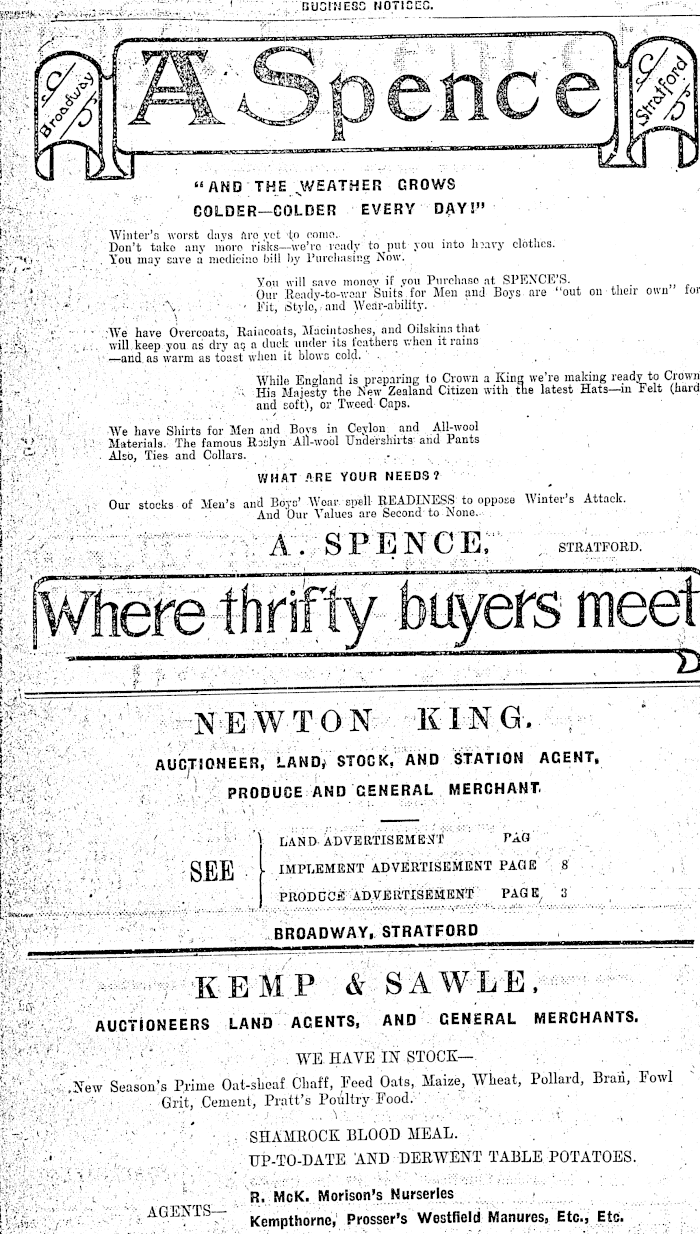 BUSINESS NOTICES.
Broadway
A Spence
Stratford
"AND THE WEATHER GROWS
COLDER—COLDER EVERY DAY!"
Winter's worst days are yet to come.
Don't take any more risks—we're ready to put you into heavy clothes.
You may save a medicine bill by Purchasing Now.
You will save money if you Purchase at SPENCE'S.
Our Ready-to-wear Suits for Men and Boys are "out on their own" for
Fit, Style, and Wear-ability.
We have Overcoats, Raincoats, Macintoshes, and Oilskins that
will keep you as dry as a duck under its feathers when it rains
—and as warm as toast when it blows cold.
While England is preparing to Crown a King we're making ready to Crown
His Majesty the New Zealand Citizen with the latest Hats—in Felt (hard
and soft), or Tweed Caps.
We have Shirts for Men and Boys in Ceylon and All-wool
Materials. The famous Roslyn All-wool Undershirts and Pants
Also, Ties and Collars.
WHAT ARE YOUR NEEDS?
Our stocks of Men's and Boys' Wear spell READINESS to oppose Winter's Attack.
And Our Values are Second to None.
A. SPENCE,
STRATFORD.
Where thrifty buyers meet
NEWTON KING.
AUCTIONEER, LAND, STOCK, AND STATION AGENT,
PRODUCE AND GENERAL MERCHANT.
SEE
LAND ADVERTISEMENT PAG
IMPLEMENT ADVERTISEMENT PAGE 8
PRODUCE ADVERTISEMENT PAGE 3
BROADWAY, STRATFORD
KEMP & SAWLE,
AUCTIONEERS LAND AGENTS, AND GENERAL MERCHANTS.
WE HAVE IN STOCK—
New Season's Prime Oat-sheaf Chaff, Feed Oats, Maize, Wheat, Pollard, Bran, Fowl
Grit, Cement, Pratt's Poultry Food.
SHAMROCK BLOOD MEAL.
UP-TO-DATE AND DERWENT TABLE POTATOES.
AGENTS—
R. McK. Morison's Nurseries
Kempthorne, Prosser's Westfield Manures, Etc., Etc.